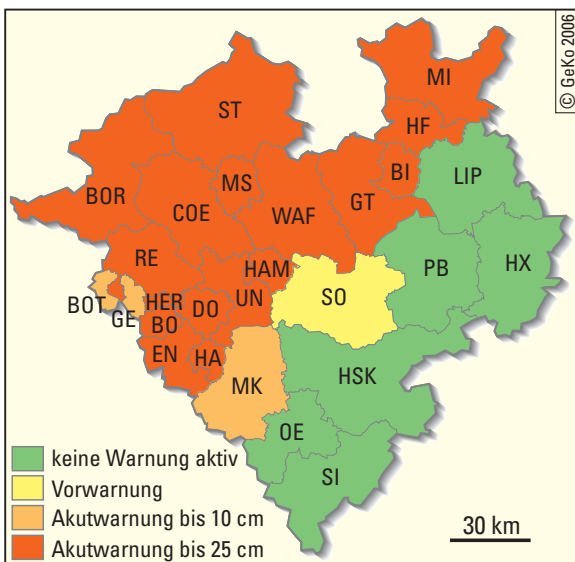 © GeKo 2006
MI
ST
HF
BI
LIP
MS
BOR
COE
WAF
GT
RE
HAM
PB
HX
BOT
GE
HER
DO
UN
SO
BO
EN
HA
MK
HSK
OE
SI
keine Warnung aktiv
Vorwarnung
Akutwarnung bis 10 cm
Akutwarnung bis 25 cm
30 km